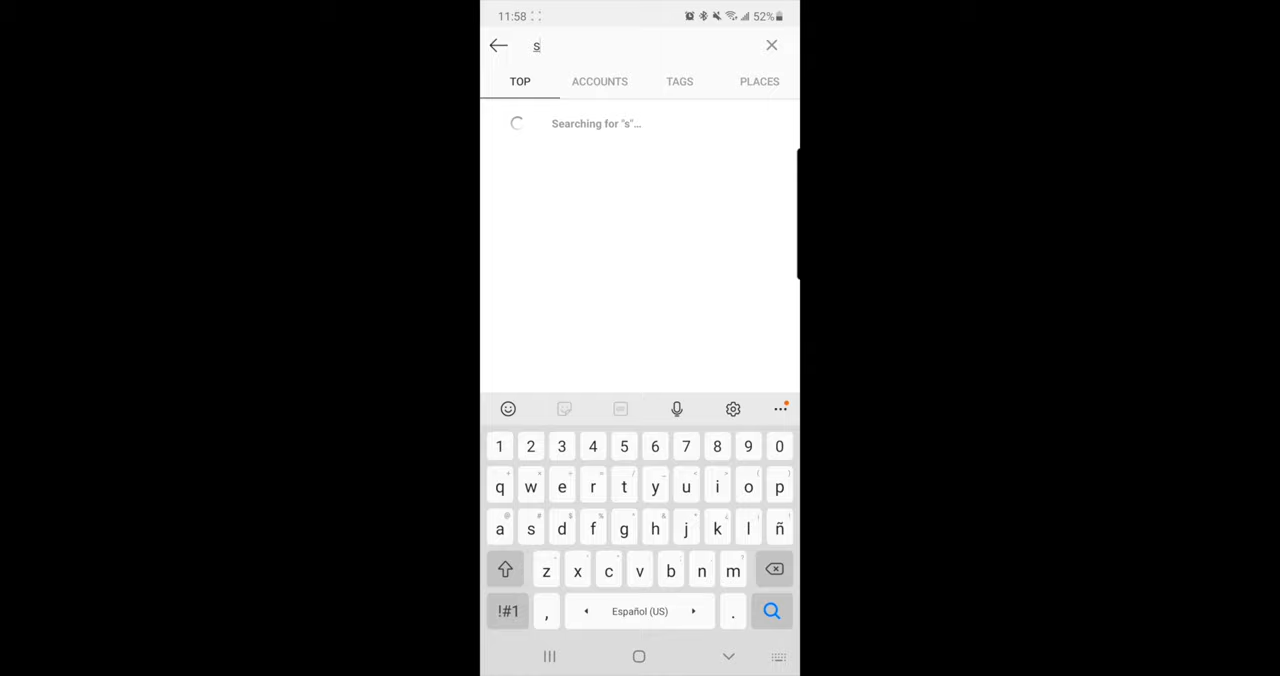 11:58 52%
s
TOP ACCOUNTS TAGS PLACES
Searching for "s"...
1 2 3 4 5 6 7 8 9 0
q w e r t y u i o p
a s d f g h j k l ñ
z x c v b n m
!#1 , Español (US) .